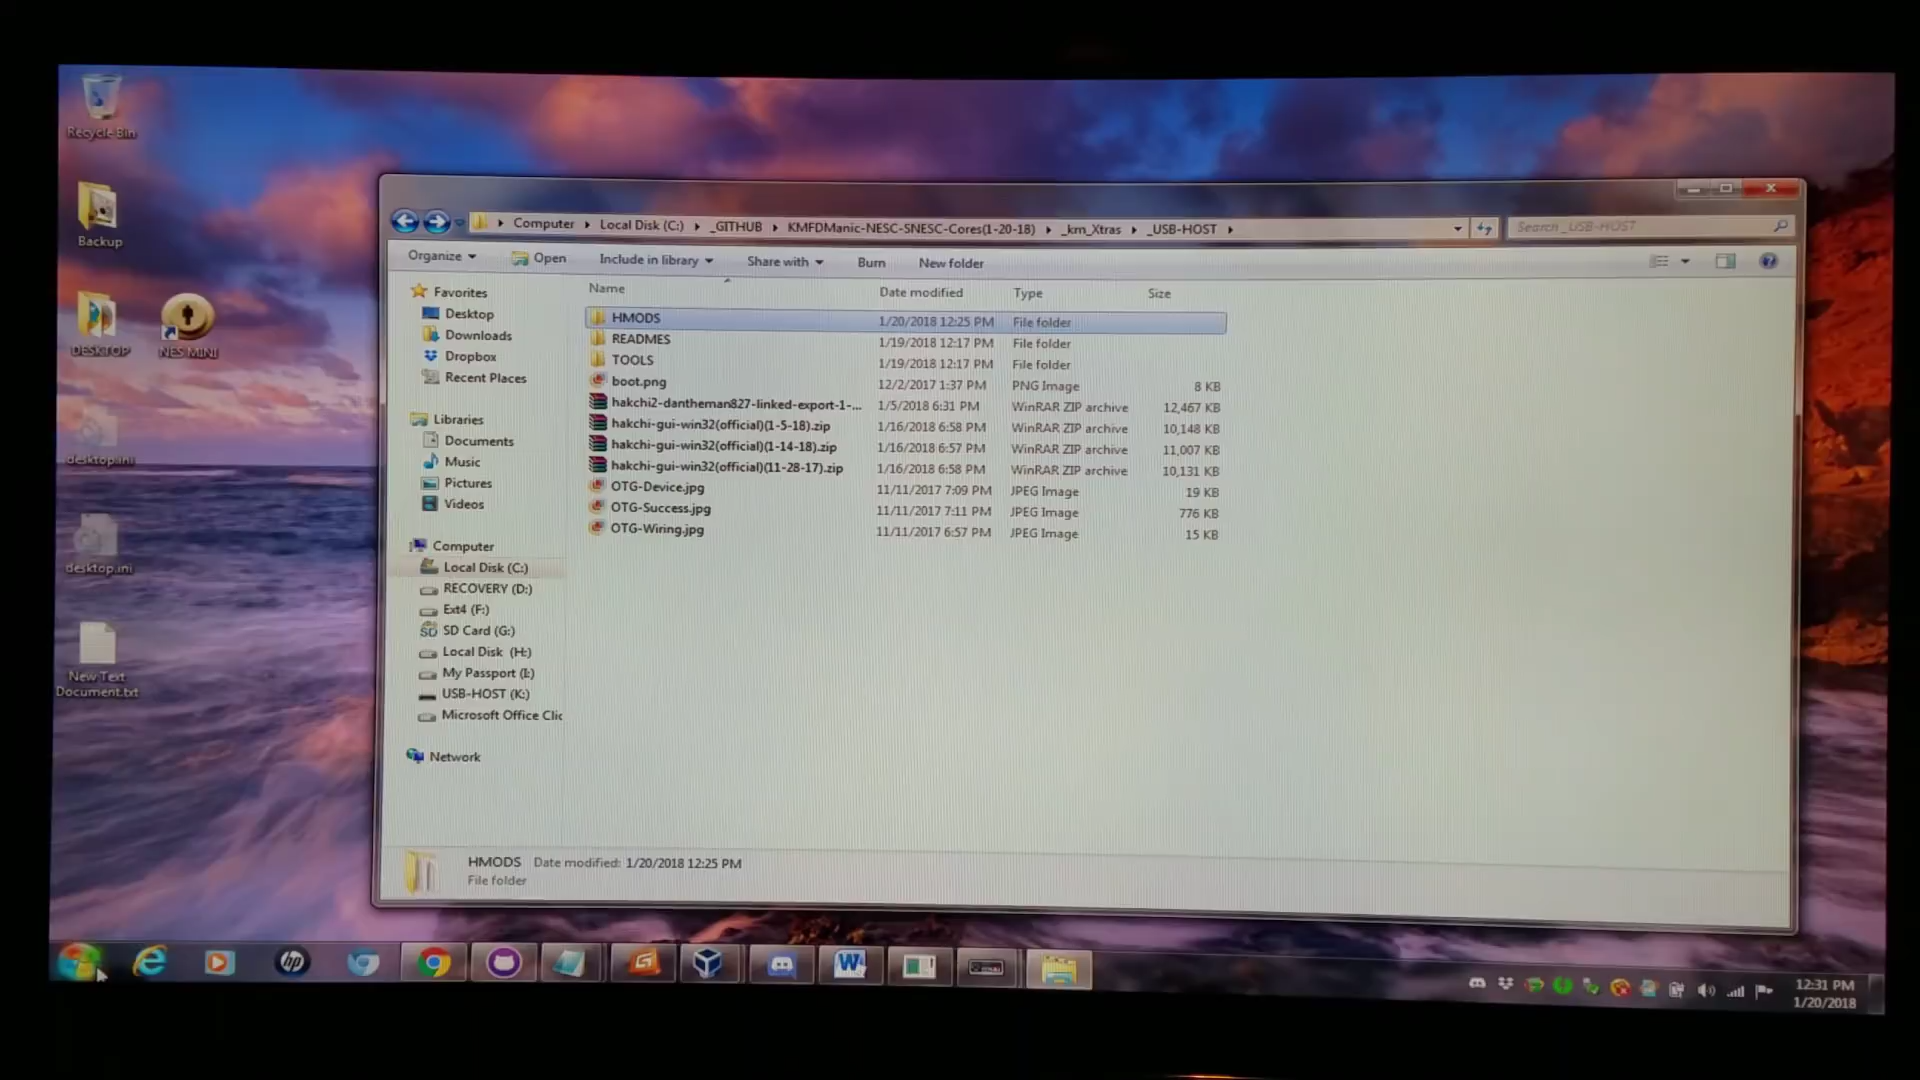 Recycle Bin
Backup
DESKTOP
NES MINI
desktop.ini
desktop.ini
New Text
Document.txt
Computer
Local Disk (C:)
_GITHUB
KMFDManic-NESC-SNESC-Cores(1-20-18)
_km_Xtras
_USB-HOST
Search _USB-HOST
Organize
Open
Include in library
Share with
Burn
New folder
Favorites
Desktop
Downloads
Dropbox
Recent Places
Libraries
Documents
Music
Pictures
Videos
Computer
Local Disk (C:)
RECOVERY (D:)
Ext4 (F:)
SD Card (G:)
Local Disk (H:)
My Passport (I:)
USB-HOST (K:)
Microsoft Office Clic
Network
Name Date modified Type Size
HMODS 1/20/2018 12:25 PM File folder
READMES 1/19/2018 12:17 PM File folder
TOOLS 1/19/2018 12:17 PM File folder
boot.png 12/2/2017 1:37 PM PNG Image 8 KB
hakchi2-dantheman827-linked-export-1-... 1/5/2018 6:31 PM WinRAR ZIP archive 12,467 KB
hakchi-gui-win32(official)(1-5-18).zip 1/16/2018 6:58 PM WinRAR ZIP archive 10,148 KB
hakchi-gui-win32(official)(1-14-18).zip 1/16/2018 6:57 PM WinRAR ZIP archive 11,007 KB
hakchi-gui-win32(official)(11-28-17).zip 1/16/2018 6:58 PM WinRAR ZIP archive 10,131 KB
OTG-Device.jpg 11/11/2017 7:09 PM JPEG Image 19 KB
OTG-Success.jpg 11/11/2017 7:11 PM JPEG Image 776 KB
OTG-Wiring.jpg 11/11/2017 6:57 PM JPEG Image 15 KB
HMODS Date modified: 1/20/2018 12:25 PM
File folder
hp
12:31 PM
1/20/2018